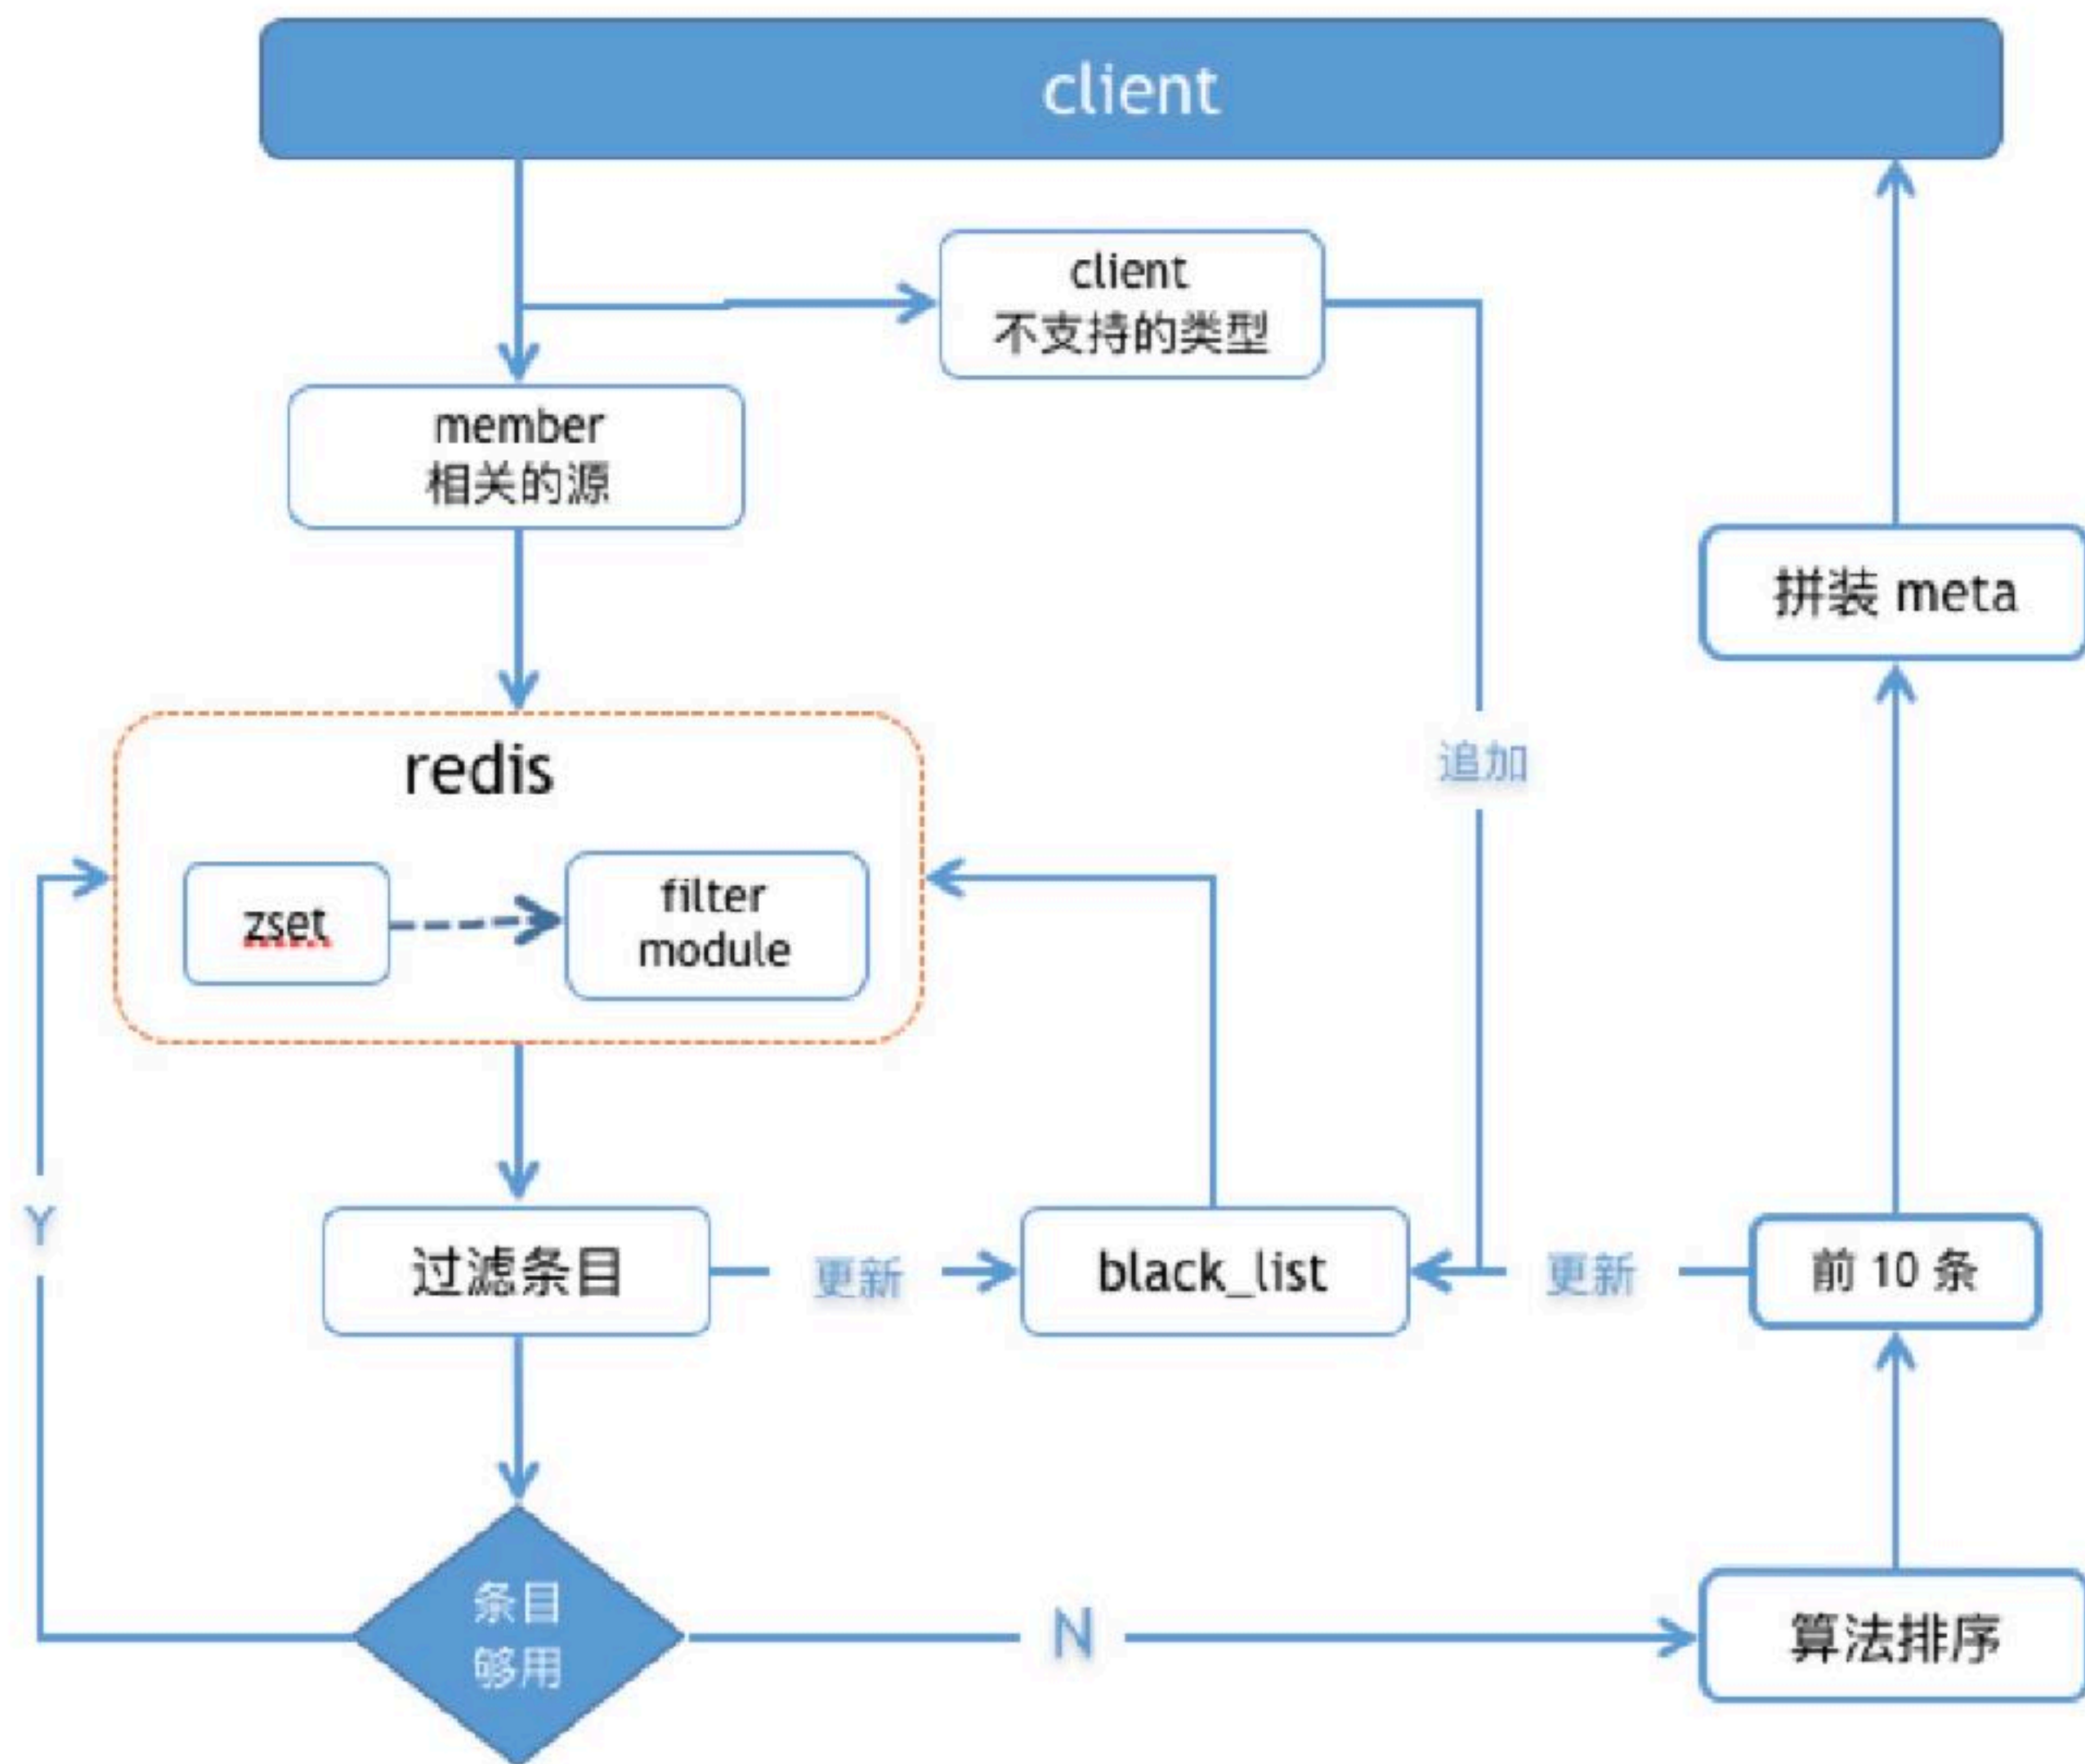 client
client
不支持的类型
member
相关的源
拼装 meta
redis
追加
zset
filter
module
Y
过滤条目
更新
black_list
更新
前 10 条
条目
够用
N
算法排序